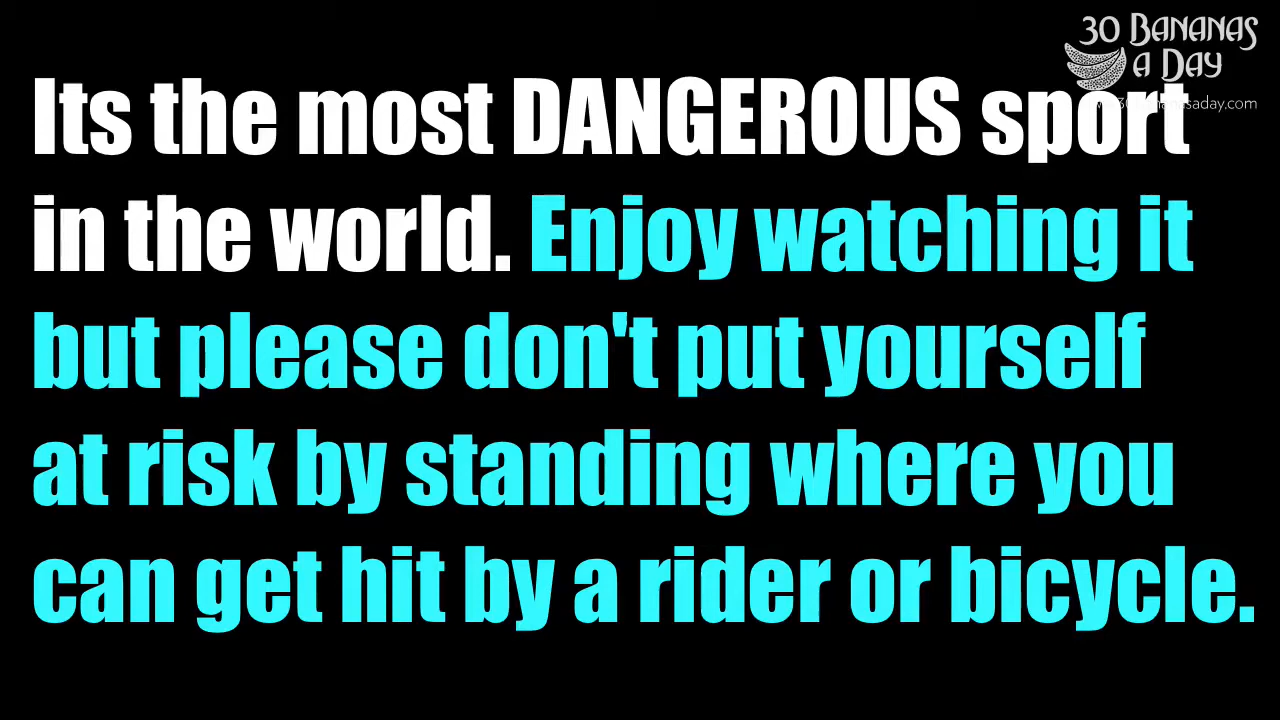 30 BANANAS
A DAY
Its the most DANGEROUS sport
in the world. Enjoy watching it
but please don't put yourself
at risk by standing where you
can get hit by a rider or bicycle.